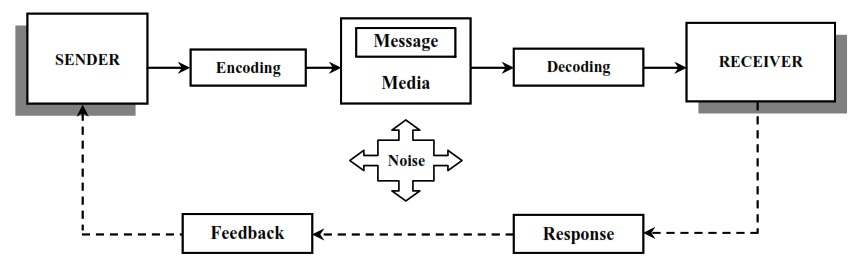 SENDER
Encoding
Message
Media
Decoding
RECEIVER
Noise
Feedback
Response